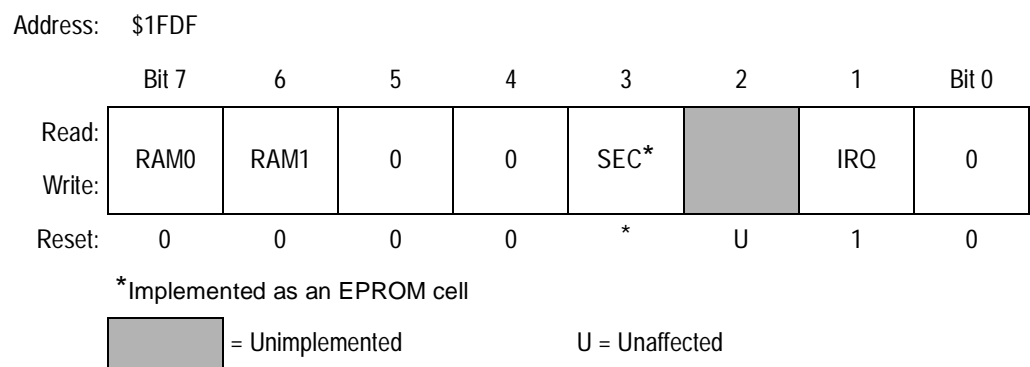 Address: $1FDF
Bit 7 6 5 4 3 2 1 Bit 0
Read:
RAM0 RAM1 0 0 SEC* IRQ 0
Write:
Reset: 0 0 0 0 * U 1 0
*Implemented as an EPROM cell
= Unimplemented U = Unaffected